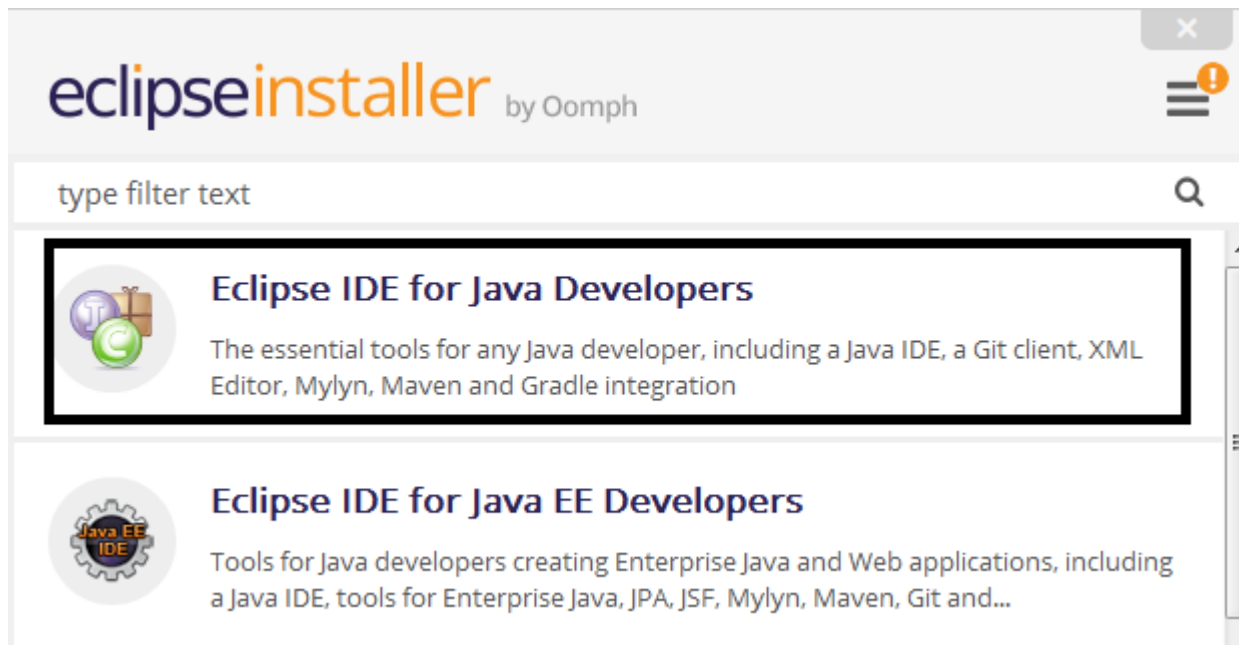 eclipseinstaller by Oomph
type filter text
Eclipse IDE for Java Developers
The essential tools for any Java developer, including a Java IDE, a Git client, XML
Editor, Mylyn, Maven and Gradle integration
Eclipse IDE for Java EE Developers
Java EE
IDE
Tools for Java developers creating Enterprise Java and Web applications, including
a Java IDE, tools for Enterprise Java, JPA, JSF, Mylyn, Maven, Git and...